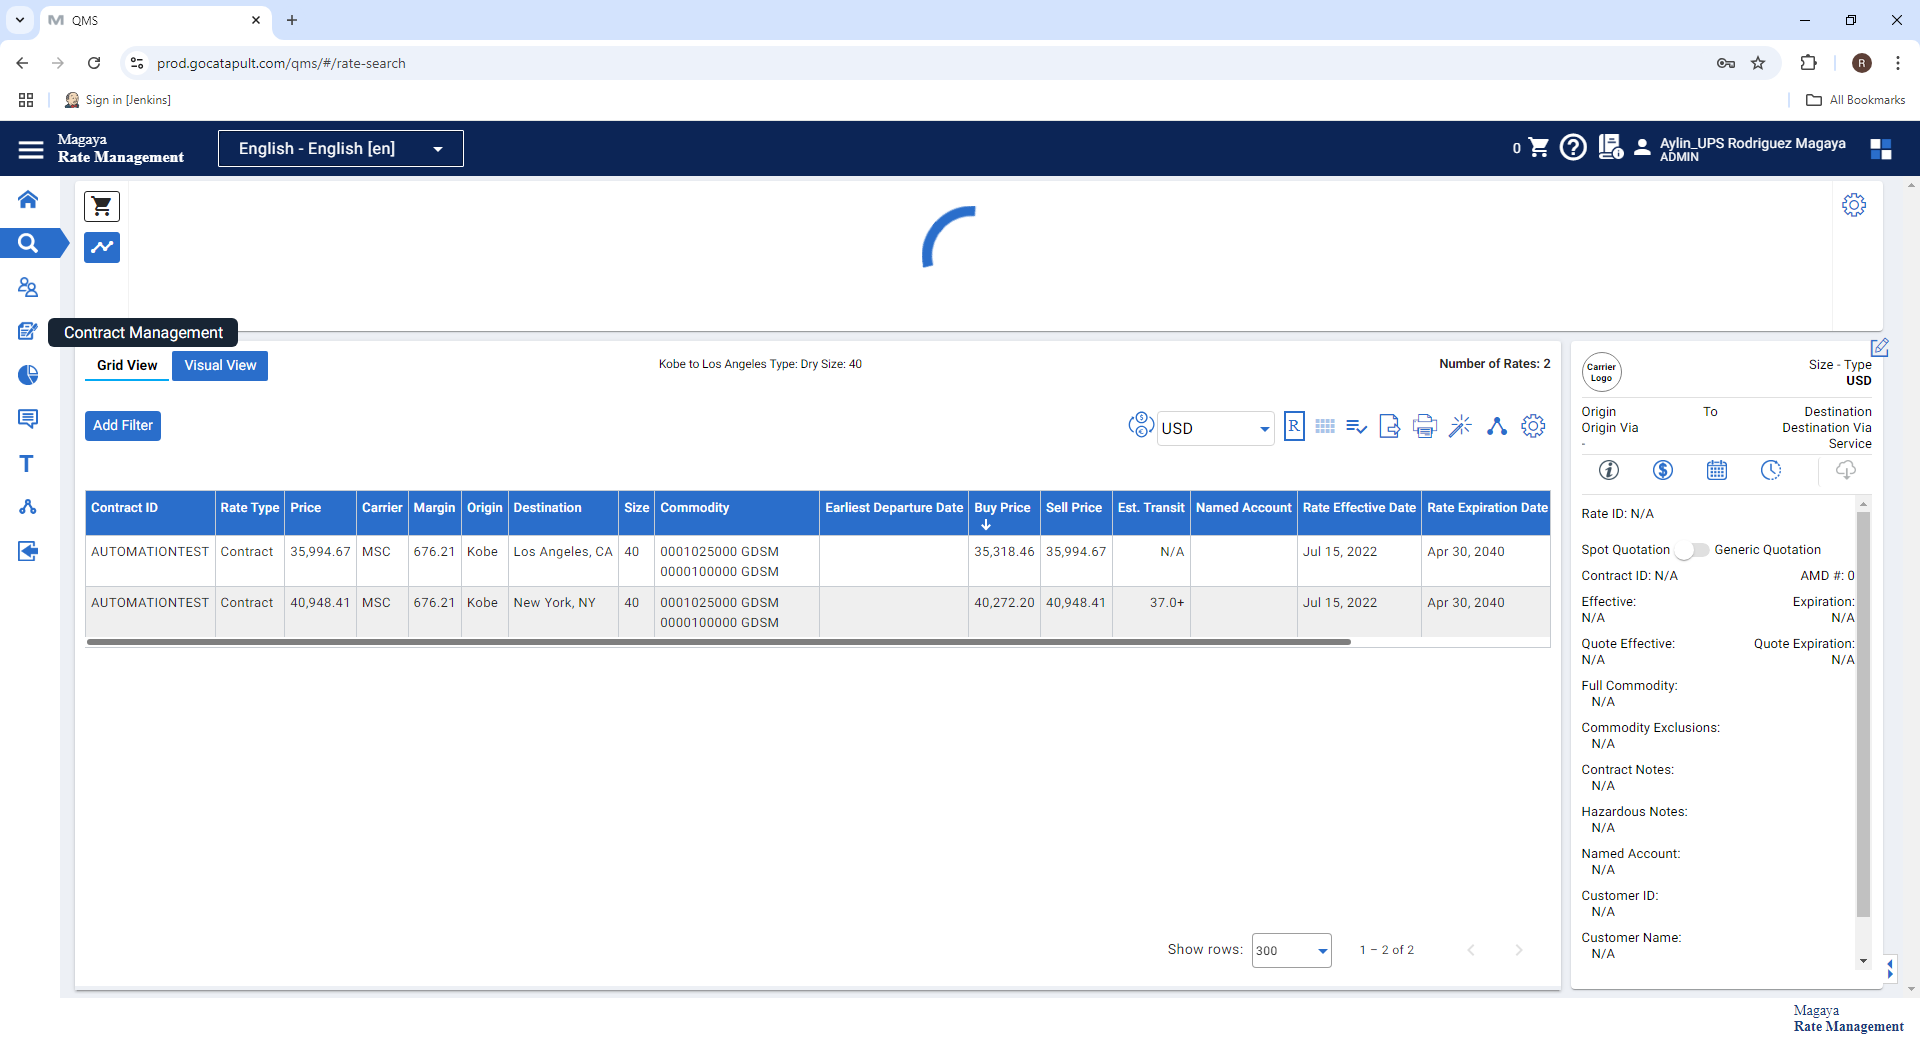 QMS
prod.gocatapult.com/qms/#/rate-search
R
Sign in [Jenkins]
All Bookmarks
Magaya
Rate Management
English - English [en]
0
Aylin_UPS Rodriguez Magaya
ADMIN
Contract Management
Grid View
Visual View
Kobe to Los Angeles Type: Dry Size: 40
Number of Rates: 2
Add Filter
USD
R
Contract ID Rate Type Price Carrier Margin Origin Destination Size Commodity Earliest Departure Date Buy Price Sell Price Est. Transit Named Account Rate Effective Date Rate Expiration Date
AUTOMATIONTEST Contract 35,994.67 MSC 676.21 Kobe Los Angeles, CA 40 0001025000 GDSM 35,318.46 35,994.67 N/A Jul 15, 2022 Apr 30, 2040
0000100000 GDSM
AUTOMATIONTEST Contract 40,948.41 MSC 676.21 Kobe New York, NY 40 0001025000 GDSM 40,272.20 40,948.41 37.0+ Jul 15, 2022 Apr 30, 2040
0000100000 GDSM
Show rows: 300 1 – 2 of 2
Carrier
Logo
Size - Type
USD
Origin To Destination
Origin Via Destination Via
- Service
Rate ID: N/A
Spot Quotation Generic Quotation
Contract ID: N/A AMD #: 0
Effective: Expiration:
N/A N/A
Quote Effective: Quote Expiration:
N/A N/A
Full Commodity:
N/A
Commodity Exclusions:
N/A
Contract Notes:
N/A
Hazardous Notes:
N/A
Named Account:
N/A
Customer ID:
N/A
Customer Name:
N/A
Magaya
Rate Management